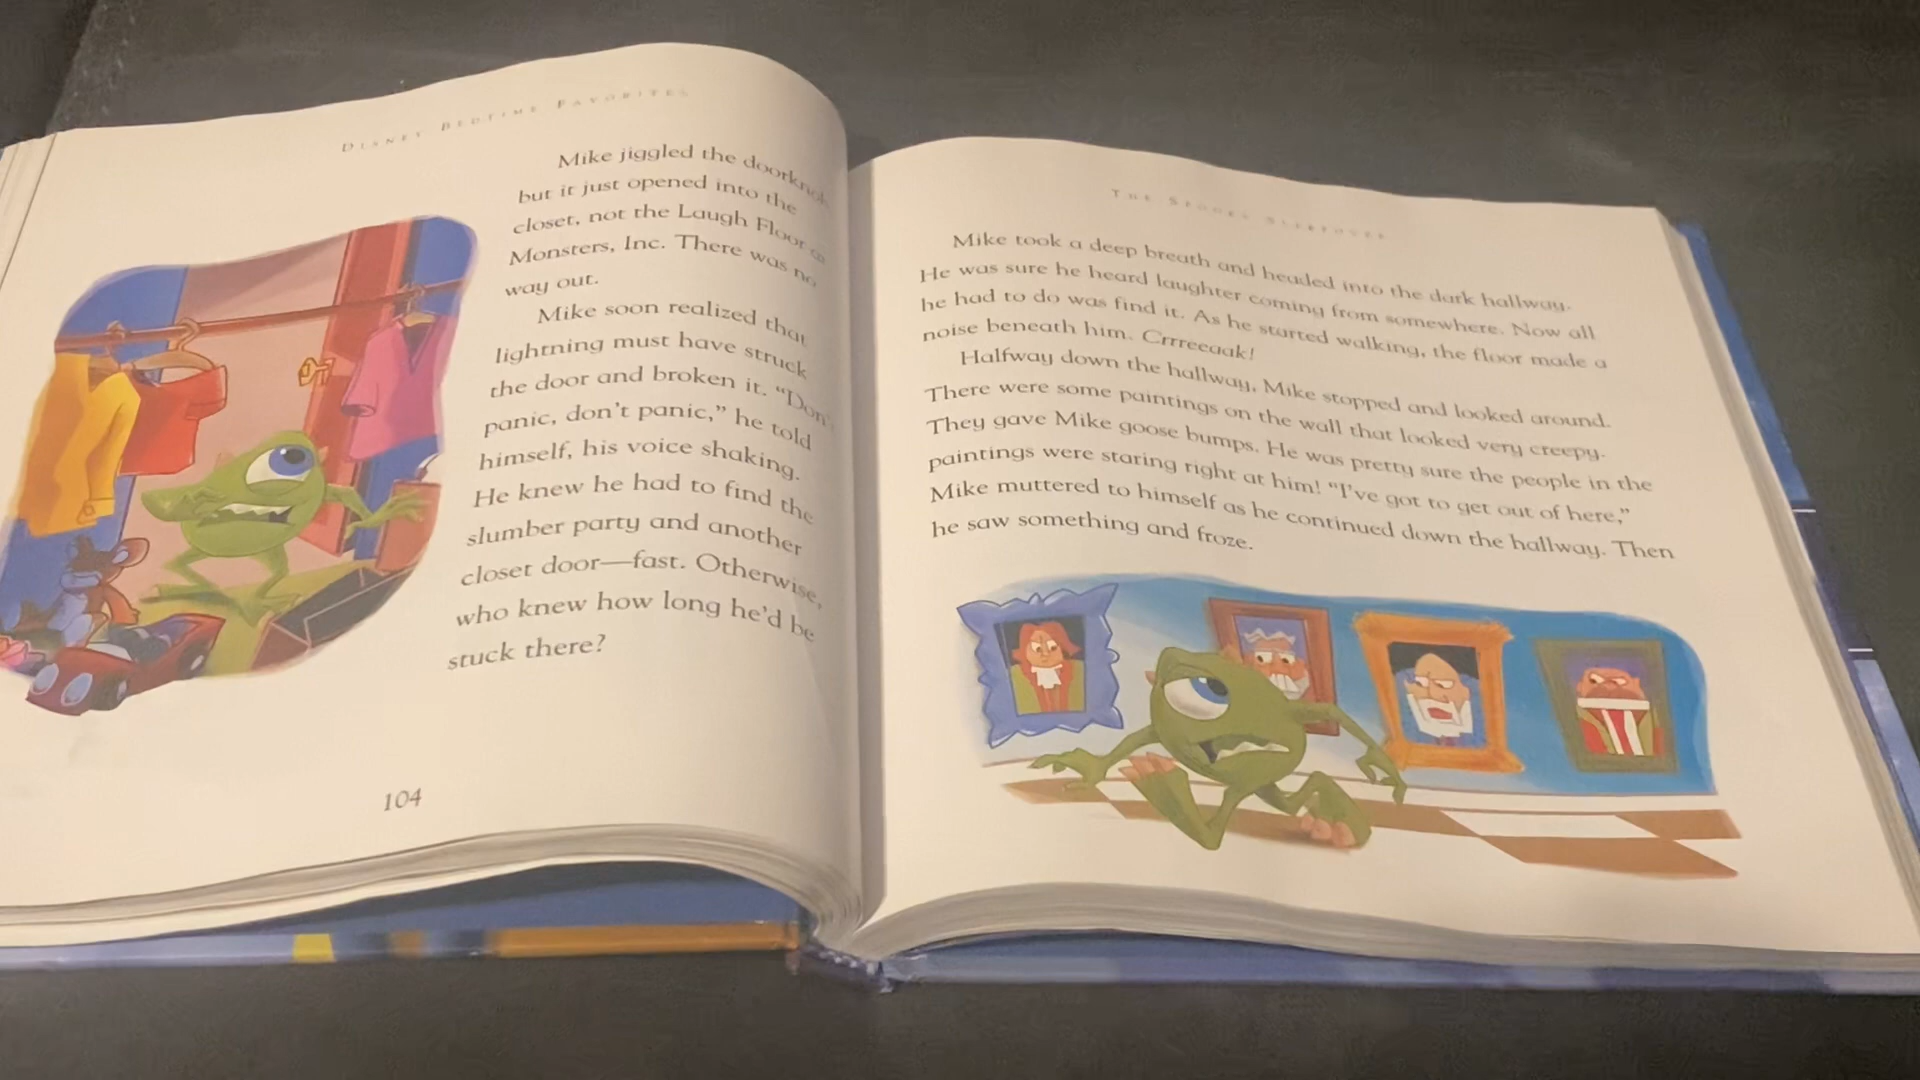 DISNEY BEDTIME FAVORITES
Mike jiggled the doorknob,
but it just opened into the
closet, not the Laugh Floor
Monsters, Inc. There was no
way out.
Mike soon realized that
lightning must have struck
the door and broken it. “Don’t
panic, don’t panic,” he told
himself, his voice shaking.
He knew he had to find the
slumber party and another
closet door—fast. Otherwise,
who knew how long he’d be
stuck there?
104
THE SPOOKY SLEEPOVER
Mike took a deep breath and headed into the dark hallway.
He was sure he heard laughter coming from somewhere. Now all
he had to do was find it. As he started walking, the floor made a
noise beneath him. Crrreeaak!
Halfway down the hallway, Mike stopped and looked around.
There were some paintings on the wall that looked very creepy.
They gave Mike goose bumps. He was pretty sure the people in the
paintings were staring right at him! “I’ve got to get out of here,”
Mike muttered to himself as he continued down the hallway. Then
he saw something and froze.